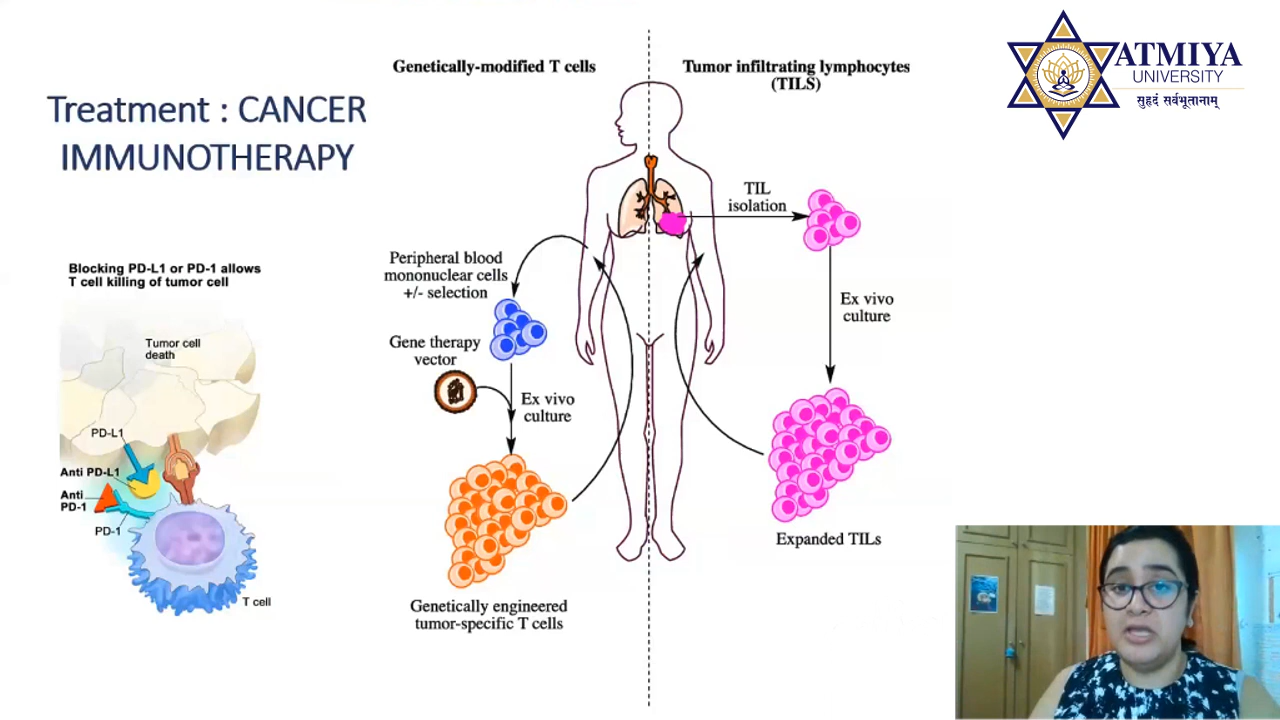 Treatment : CANCER
IMMUNOTHERAPY
Blocking PD-L1 or PD-1 allows
T cell killing of tumor cell
Tumor cell
death
PD-L1
Anti PD-L1
Anti
PD-1
PD-1
T cell
Genetically-modified T cells
Peripheral blood
mononuclear cells
+/- selection
Gene therapy
vector
Ex vivo
culture
Genetically engineered
tumor-specific T cells
Tumor infiltrating lymphocytes
(TILS)
TIL
isolation
Ex vivo
culture
Expanded TILs
ATMIYA
UNIVERSITY
सुहृदं सर्वभूतानाम्